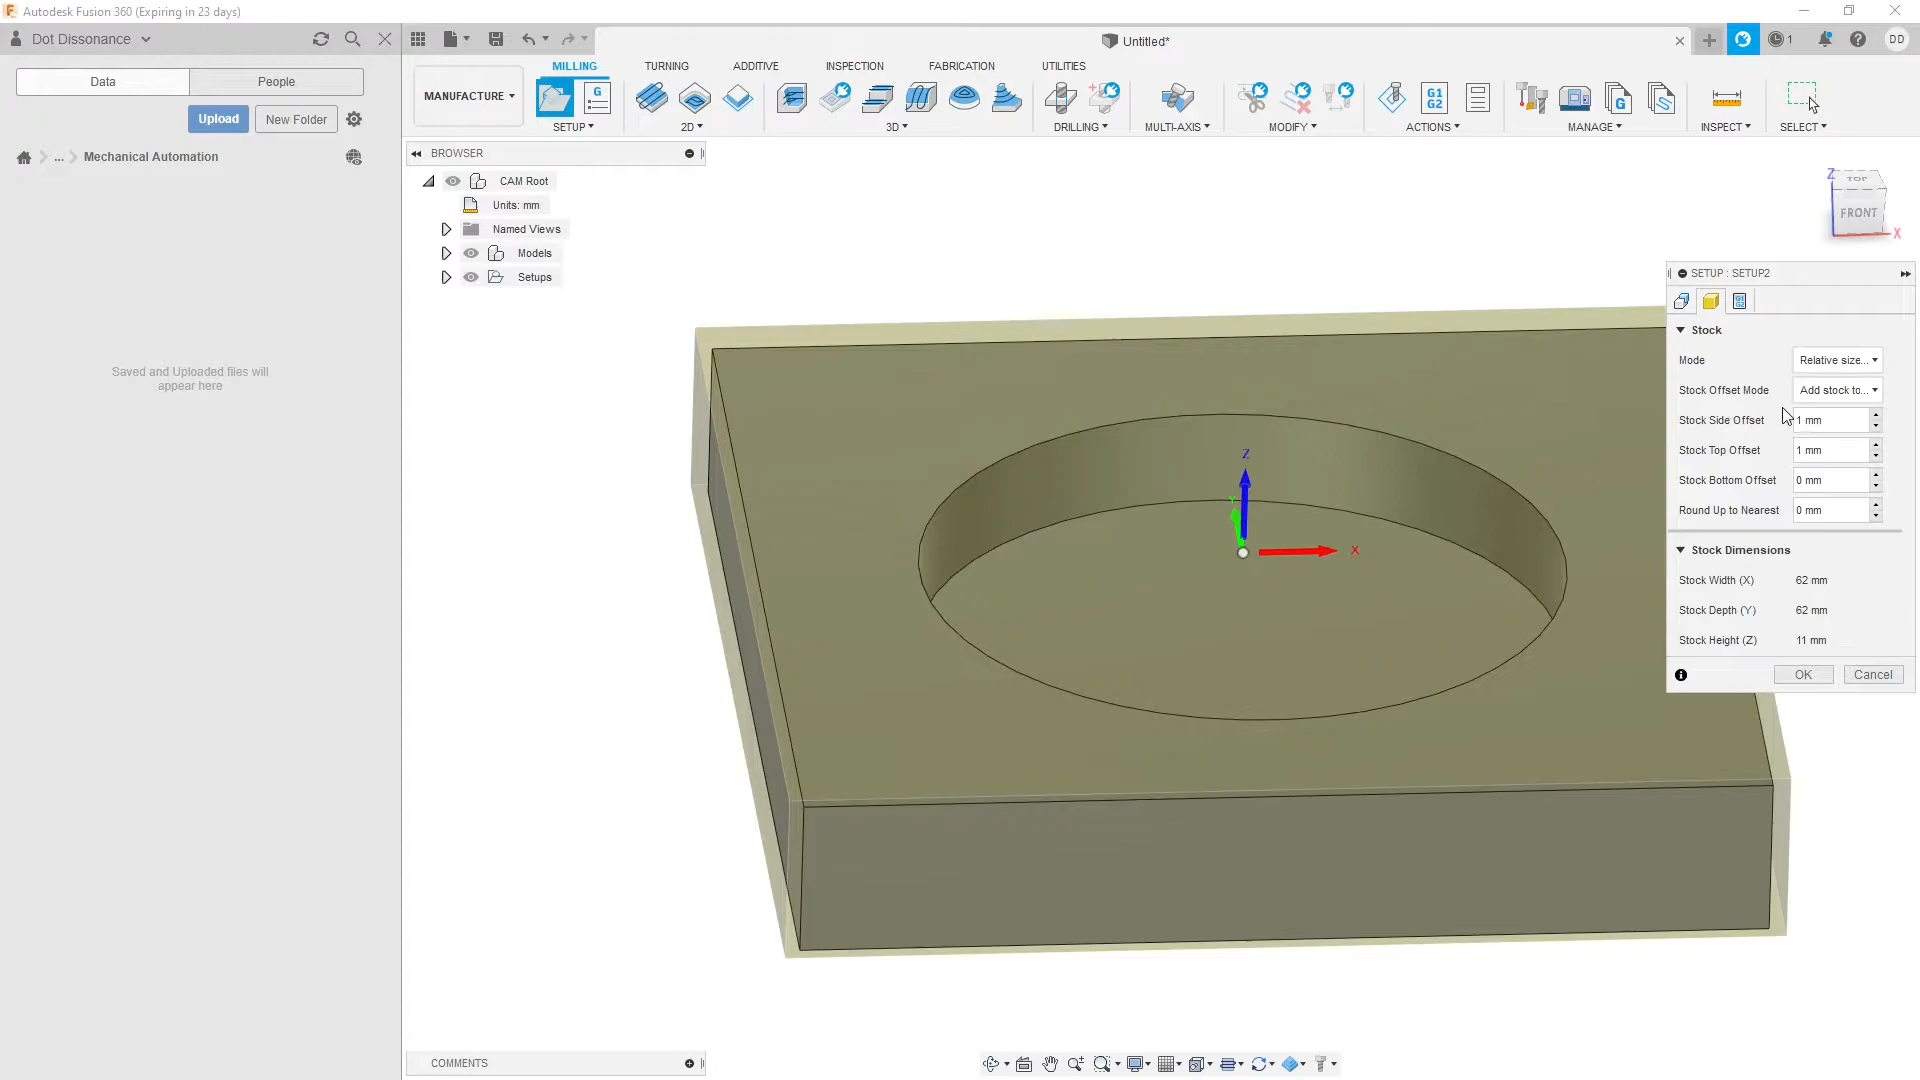 Autodesk Fusion 360 (Expiring in 23 days)
Dot Dissonance
Untitled*
1
DD
Data
People
Upload
New Folder
... Mechanical Automation
Saved and Uploaded files will
appear here
MILLING
TURNING
ADDITIVE
INSPECTION
FABRICATION
UTILITIES
MANUFACTURE
G
G1
G2
G
SETUP
2D
3D
DRILLING
MULTI-AXIS
MODIFY
ACTIONS
MANAGE
INSPECT
SELECT
BROWSER
CAM Root
Units: mm
Named Views
Models
Setups
Z
TOP
FRONT
X
SETUP : SETUP2
Stock
Mode
Relative size...
Stock Offset Mode
Add stock to...
Stock Side Offset
1 mm
Stock Top Offset
1 mm
Stock Bottom Offset
0 mm
Round Up to Nearest
0 mm
Stock Dimensions
Stock Width (X)
62 mm
Stock Depth (Y)
62 mm
Stock Height (Z)
11 mm
OK
Cancel
Z
Y
X
COMMENTS